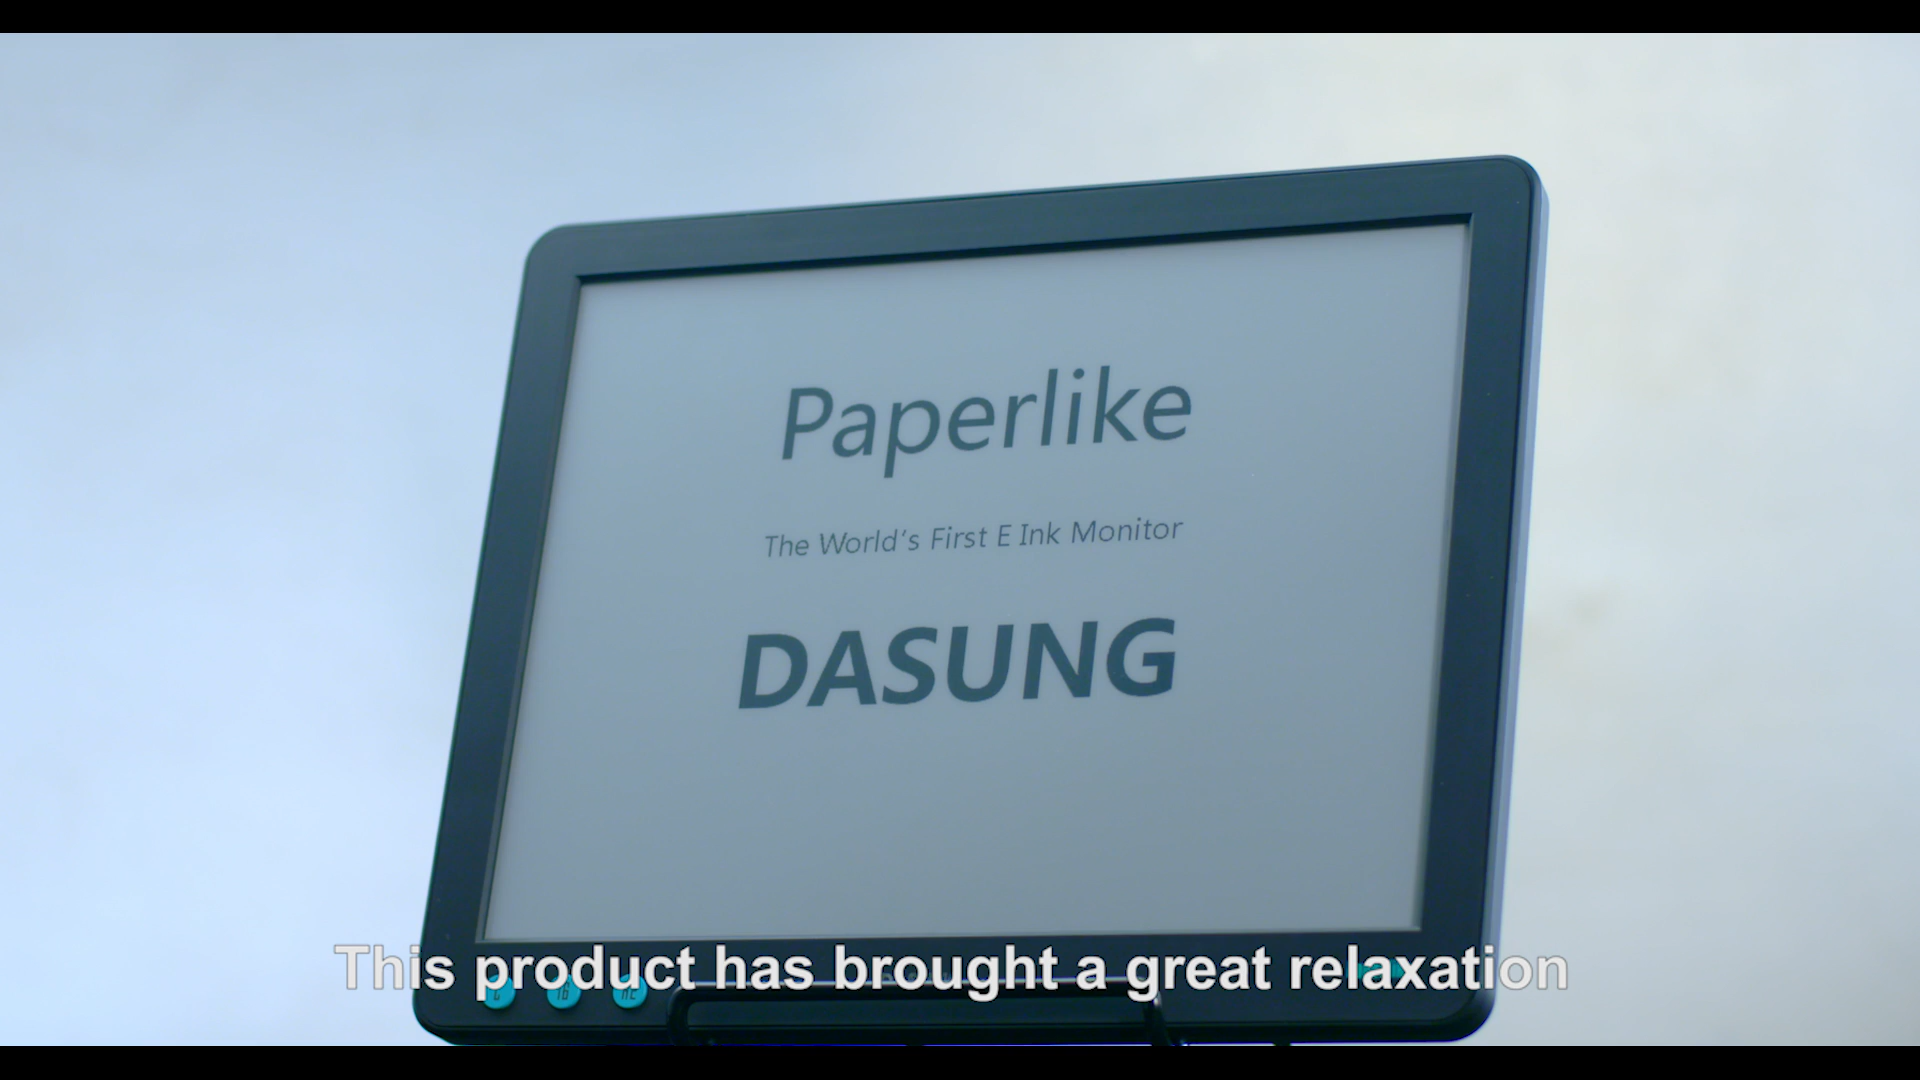 Paperlike
The World's First E Ink Monitor
DASUNG
This product has brought a great relaxation